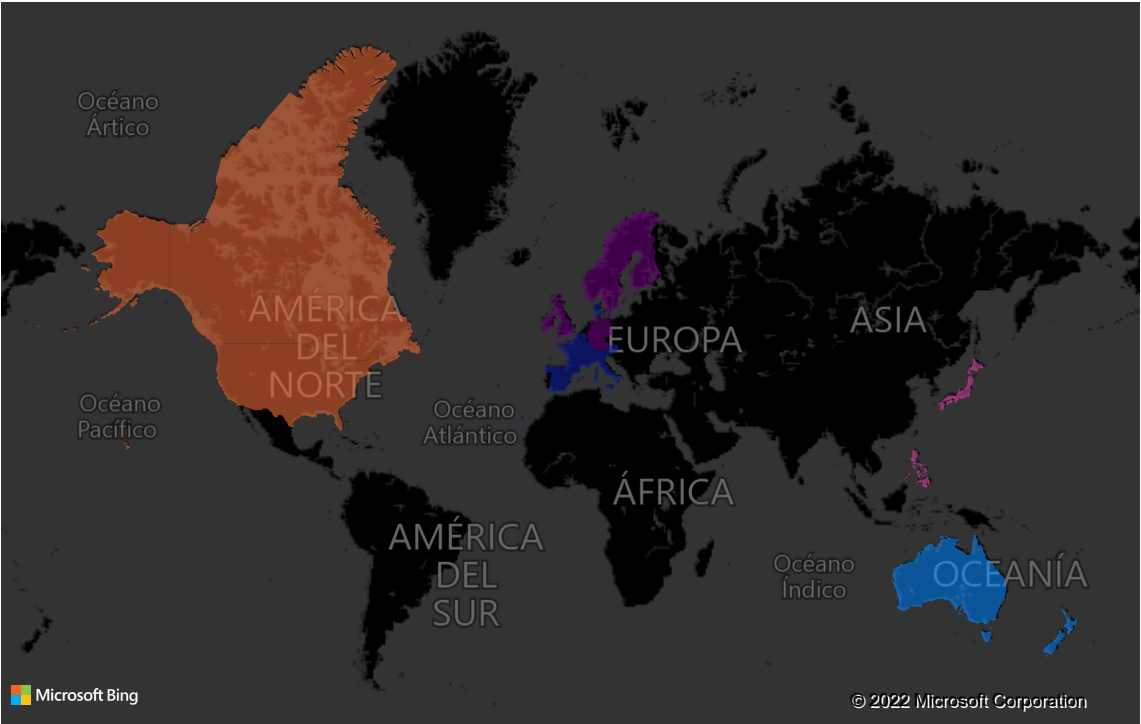 Océano
Ártico
AMÉRICA
DEL
NORTE
EUROPA
ASIA
Océano
Pacífico
Océano
Atlántico
ÁFRICA
AMÉRICA
DEL
SUR
Océano
Índico
OCEANÍA
Microsoft Bing
© 2022 Microsoft Corporation